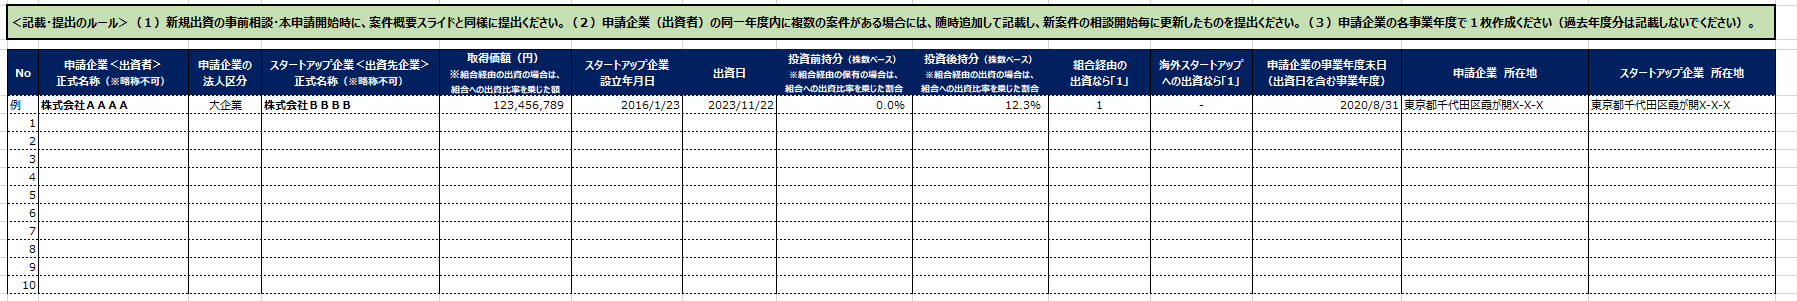 ＜記載・提出のルール＞（１）新規出資の事前相談・本申請開始時に、案件概要スライドと同様に提出ください。（２）申請企業（出資者）の同一年度内に複数の案件がある場合には、随時追加して記載し、新案件の相談開始毎に更新したものを提出ください。（３）申請企業の各事業年度で１枚作成ください（過去年度分は記載しないでください）。
No
申請企業＜出資者＞
正式名称（※略称不可）
申請企業の
法人区分
スタートアップ企業＜出資先企業＞
正式名称（※略称不可）
取得価額（円）
※組合経由の出資の場合は、
組合への出資比率を乗じた額
スタートアップ企業
設立年月日
出資日
投資前持分（株数ベース）
※組合経由の保有の場合は、
組合への出資比率を乗じた割合
投資後持分（株数ベース）
※組合経由の出資の場合は、
組合への出資比率を乗じた割合
組合経由の
出資なら「１」
海外スタートアップ
への出資なら「１」
申請企業の事業年度末日
（出資日を含む事業年度）
申請企業　所在地
スタートアップ企業　所在地
例 株式会社ＡＡＡＡ 大企業 株式会社ＢＢＢＢ 123,456,789 2016/1/23 2023/11/22 0.0% 12.3% 1 - 2020/8/31 東京都千代田区霞が関X-X-X 東京都千代田区霞が関X-X-X
1
2
3
4
5
6
7
8
9
10